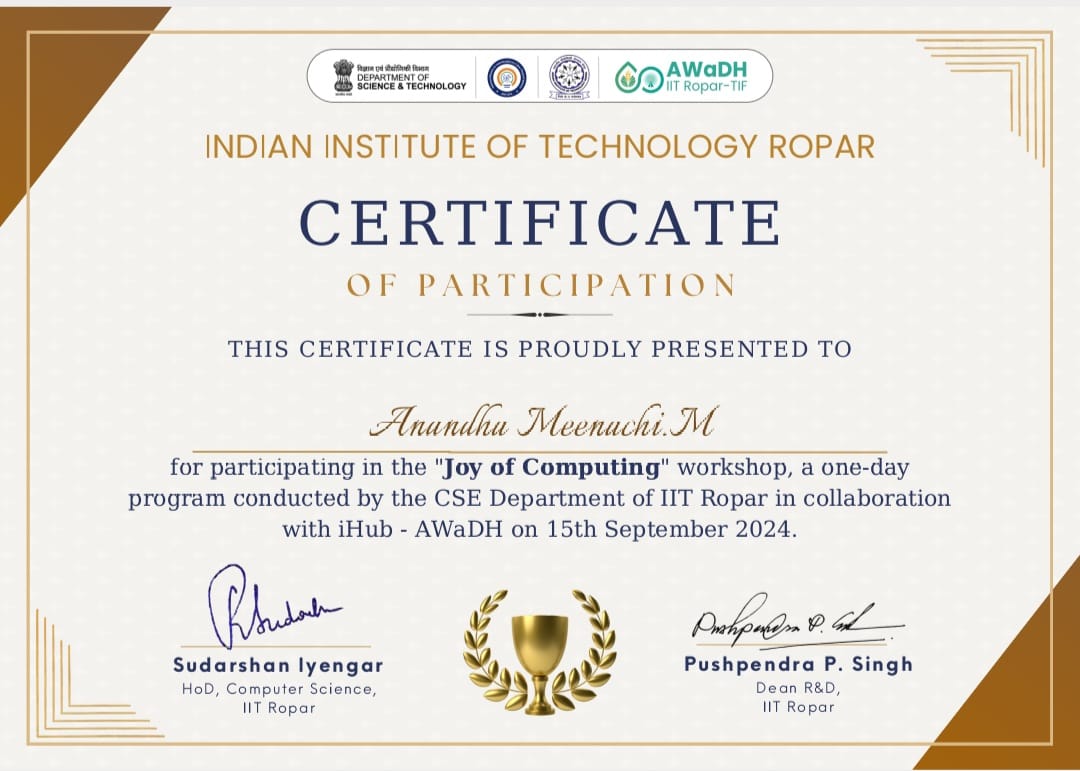 विज्ञान एवं प्रौद्योगिकी विभाग
DEPARTMENT OF
SCIENCE & TECHNOLOGY
AWaDH
IIT Ropar-TIF
INDIAN INSTITUTE OF TECHNOLOGY ROPAR
CERTIFICATE
OF PARTICIPATION
THIS CERTIFICATE IS PROUDLY PRESENTED TO
Anandha Meenachi.M
for participating in the "Joy of Computing" workshop, a one-day
program conducted by the CSE Department of IIT Ropar in collaboration
with iHub - AWaDH on 15th September 2024.
Sudarshan Iyengar
HoD, Computer Science,
IIT Ropar
Pushpendra P. Singh
Dean R&D,
IIT Ropar